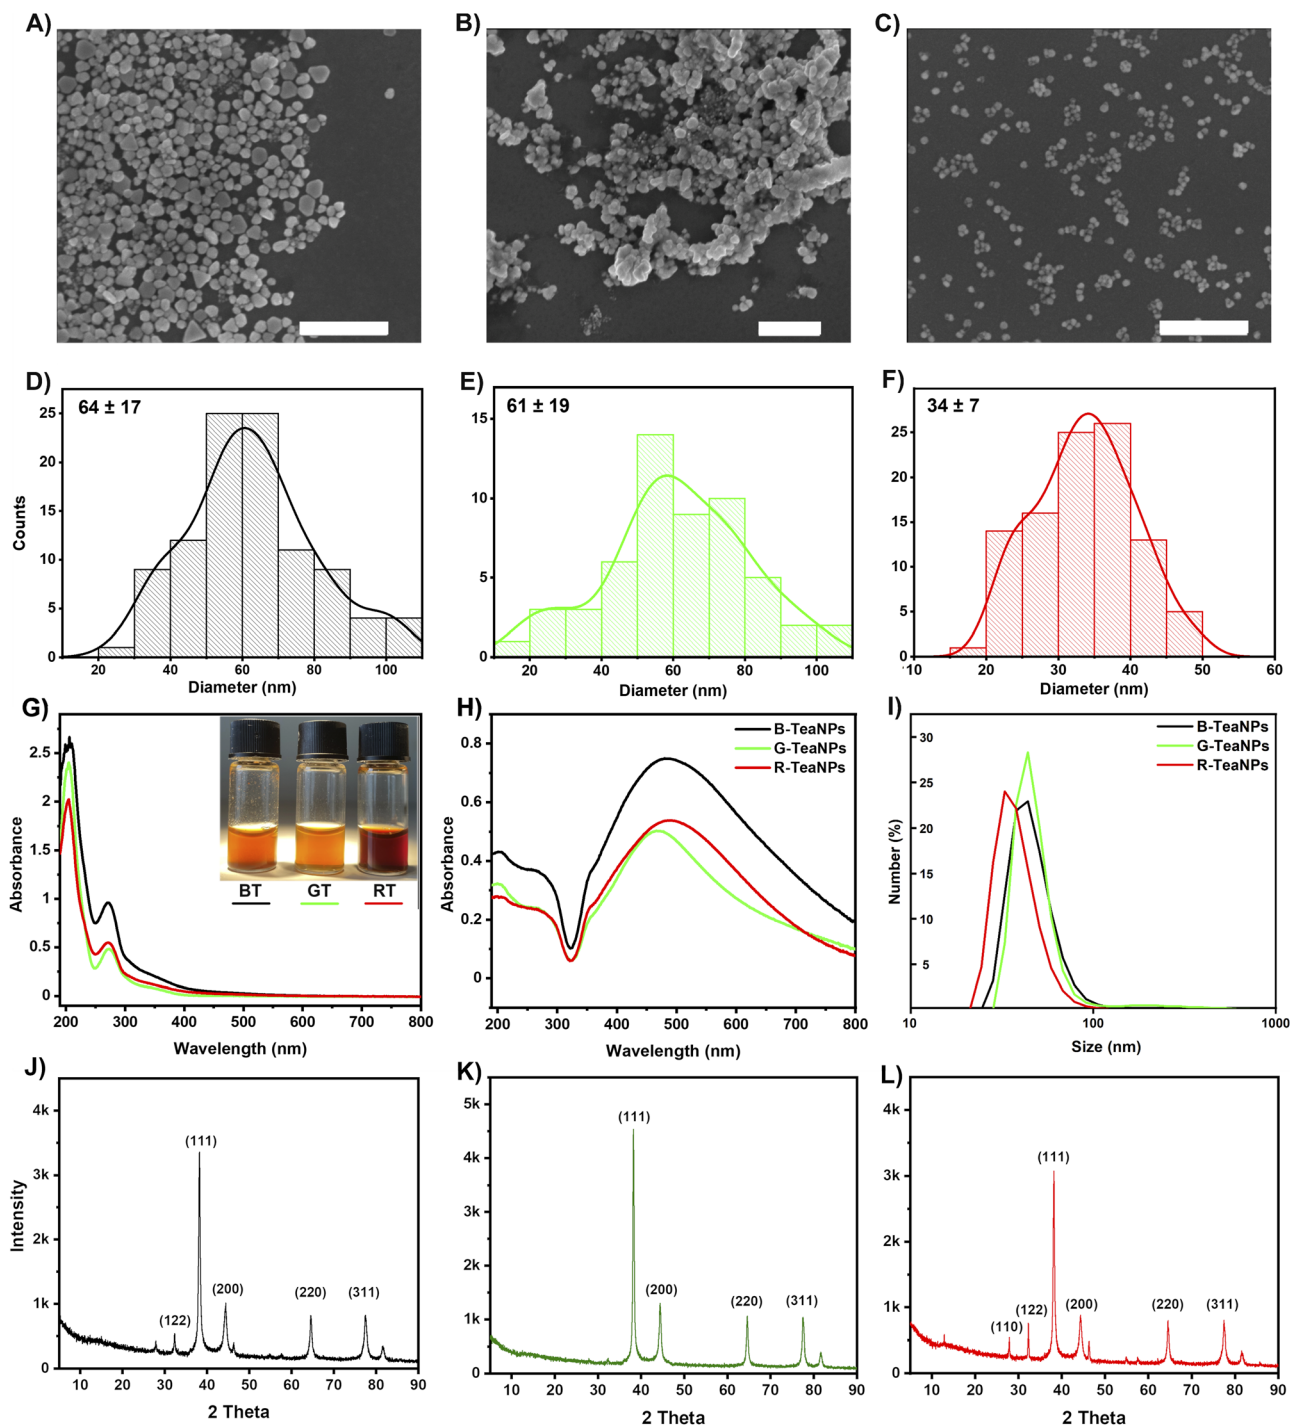 A)
B)
C)
D)
64 ± 17
25
20
15
10
5
0
Counts
20
40
60
80
100
Diameter (nm)
E)
61 ± 19
15
10
5
0
20
40
60
80
100
Diameter (nm)
F)
34 ± 7
25
20
15
10
5
0
10
20
30
40
50
60
Diameter (nm)
G)
2.5
2
1.5
1
0.5
0
Absorbance
BT
GT
RT
200
300
400
500
600
700
800
Wavelength (nm)
H)
B-TeaNPs
G-TeaNPs
R-TeaNPs
0.8
0.6
0.4
0.2
0
Absorbance
200
300
400
500
600
700
800
Wavelength (nm)
I)
B-TeaNPs
G-TeaNPs
R-TeaNPs
30
25
20
15
10
5
Number (%)
10
100
1000
Size (nm)
J)
4k
3k
2k
1k
0
Intensity
(122)
(111)
(200)
(220)
(311)
10
20
30
40
50
60
70
80
90
2 Theta
K)
5k
4k
3k
2k
1k
0
(111)
(200)
(220)
(311)
10
20
30
40
50
60
70
80
90
2 Theta
L)
4k
3k
2k
1k
0
(110)
(122)
(111)
(200)
(220)
(311)
10
20
30
40
50
60
70
80
90
2 Theta